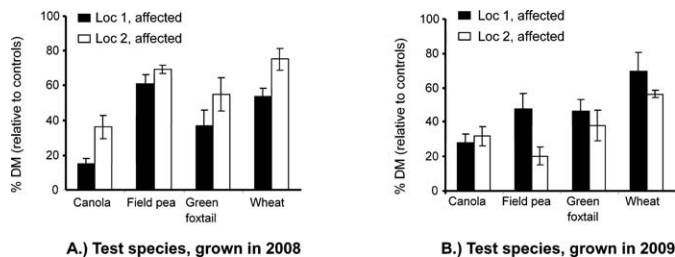 Loc 1, affected
Loc 2, affected
100
80
60
40
20
0
% DM (relative to controls)
Canola Field pea Green foxtail Wheat
A.) Test species, grown in 2008
Loc 1, affected
Loc 2, affected
100
80
60
40
20
0
% DM (relative to controls)
Canola Field pea Green foxtail Wheat
B.) Test species, grown in 2009